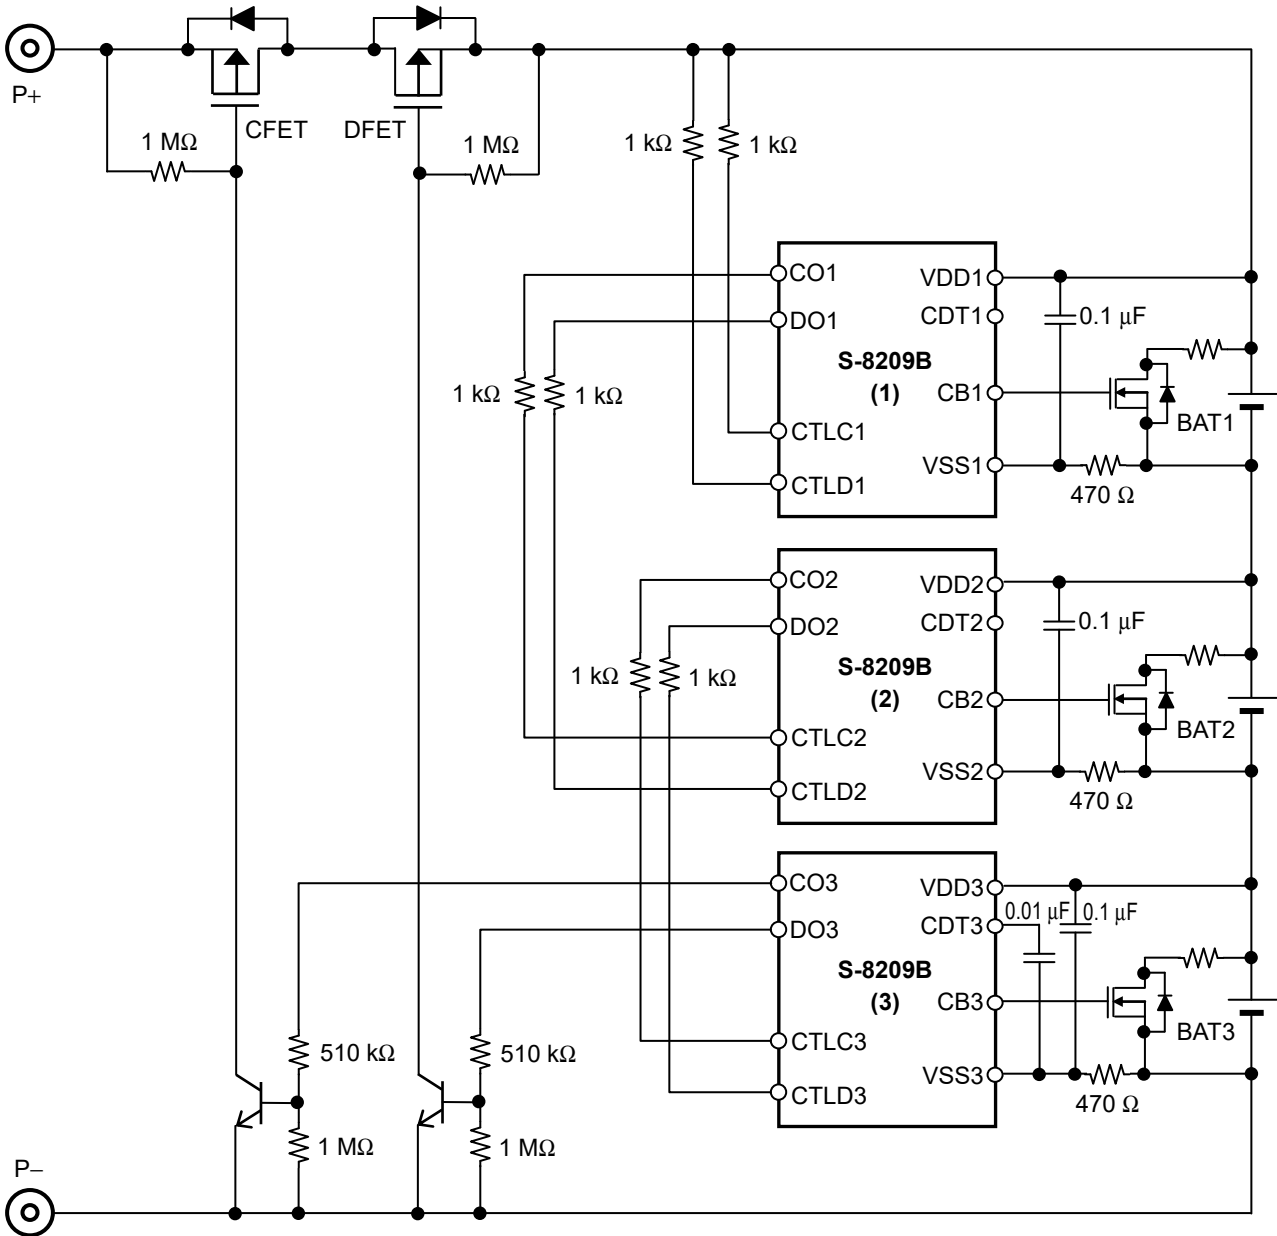 P+
CFET
DFET
1 MΩ
1 MΩ
1 kΩ
1 kΩ
CO1
VDD1
DO1
CDT1
0.1 μF
S-8209B
(1)
CB1
1 kΩ
1 kΩ
BAT1
CTLC1
VSS1
CTLD1
470 Ω
CO2
VDD2
DO2
CDT2
0.1 μF
S-8209B
(2)
1 kΩ
1 kΩ
CB2
BAT2
CTLC2
VSS2
CTLD2
470 Ω
CO3
VDD3
0.01 μF
0.1 μF
DO3
CDT3
S-8209B
(3)
CB3
BAT3
510 kΩ
510 kΩ
CTLC3
VSS3
CTLD3
470 Ω
1 MΩ
1 MΩ
P−